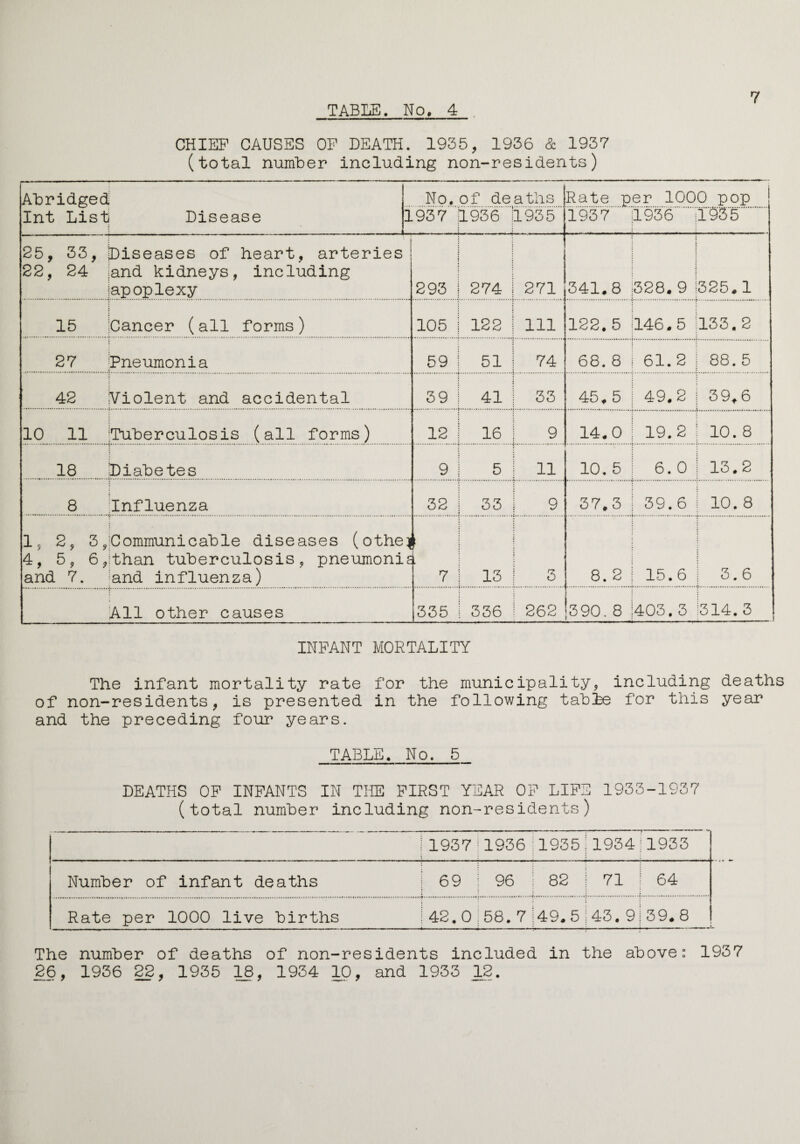 7
TABLE. No. 4
CHIEF CAUSES OF DEATH. 1935, 1936 & 1937
(total number including non-residents)
Abridged Int List Disease No. of deaths Rate per 1000 pop
1937 1936 1935 1937 1936 1935
25, 33, Diseases of heart, arteries
22, 24 and kidneys, including
apoplexy 293 274 271 341.8 328.9 325.1
15 Cancer (all forms) 105 122 111 122.5 146.5 133.2
27 Pneumonia 59 51 74 68.8 61.2 88.5
42 Violent and accidental 39 41 33 45.5 49.2 39.6
10 11 Tuberculosis (all forms) 12 16 9 14.0 19.2 10.8
18 Diabetes 9 5 11 10.5 6.0 13.2
8 Influenza 32 33 9 37.3 39.6 10.8
1, 2, 3, Communicable diseases (other
4, 5, 6, than tuberculosis, pneumonia
and 7. and influenza) 7 13 3 8.2 15.6 3.6
All other causes 335 336 262 390.8 403.3 314.3
INFANT MORTALITY
The infant mortality rate for the municipality, including deaths
of non-residents, is presented in the following table for this year
and the preceding four years.
TABLE. No. 5
DEATHS OF INFANTS IN THE FIRST YEAR OF LIFE 1933-1937
(total number including non-residents)
1937 1936 1935 1934 1933
Number of infant deaths 69 96 82 71 64
Rate per 1000 live births 42.0 58.7 49.5 43.9 39.8
The number of deaths of non-residents included in the above: 1937
26, 1936 22, 1935 18, 1934 10, and 1933 12.